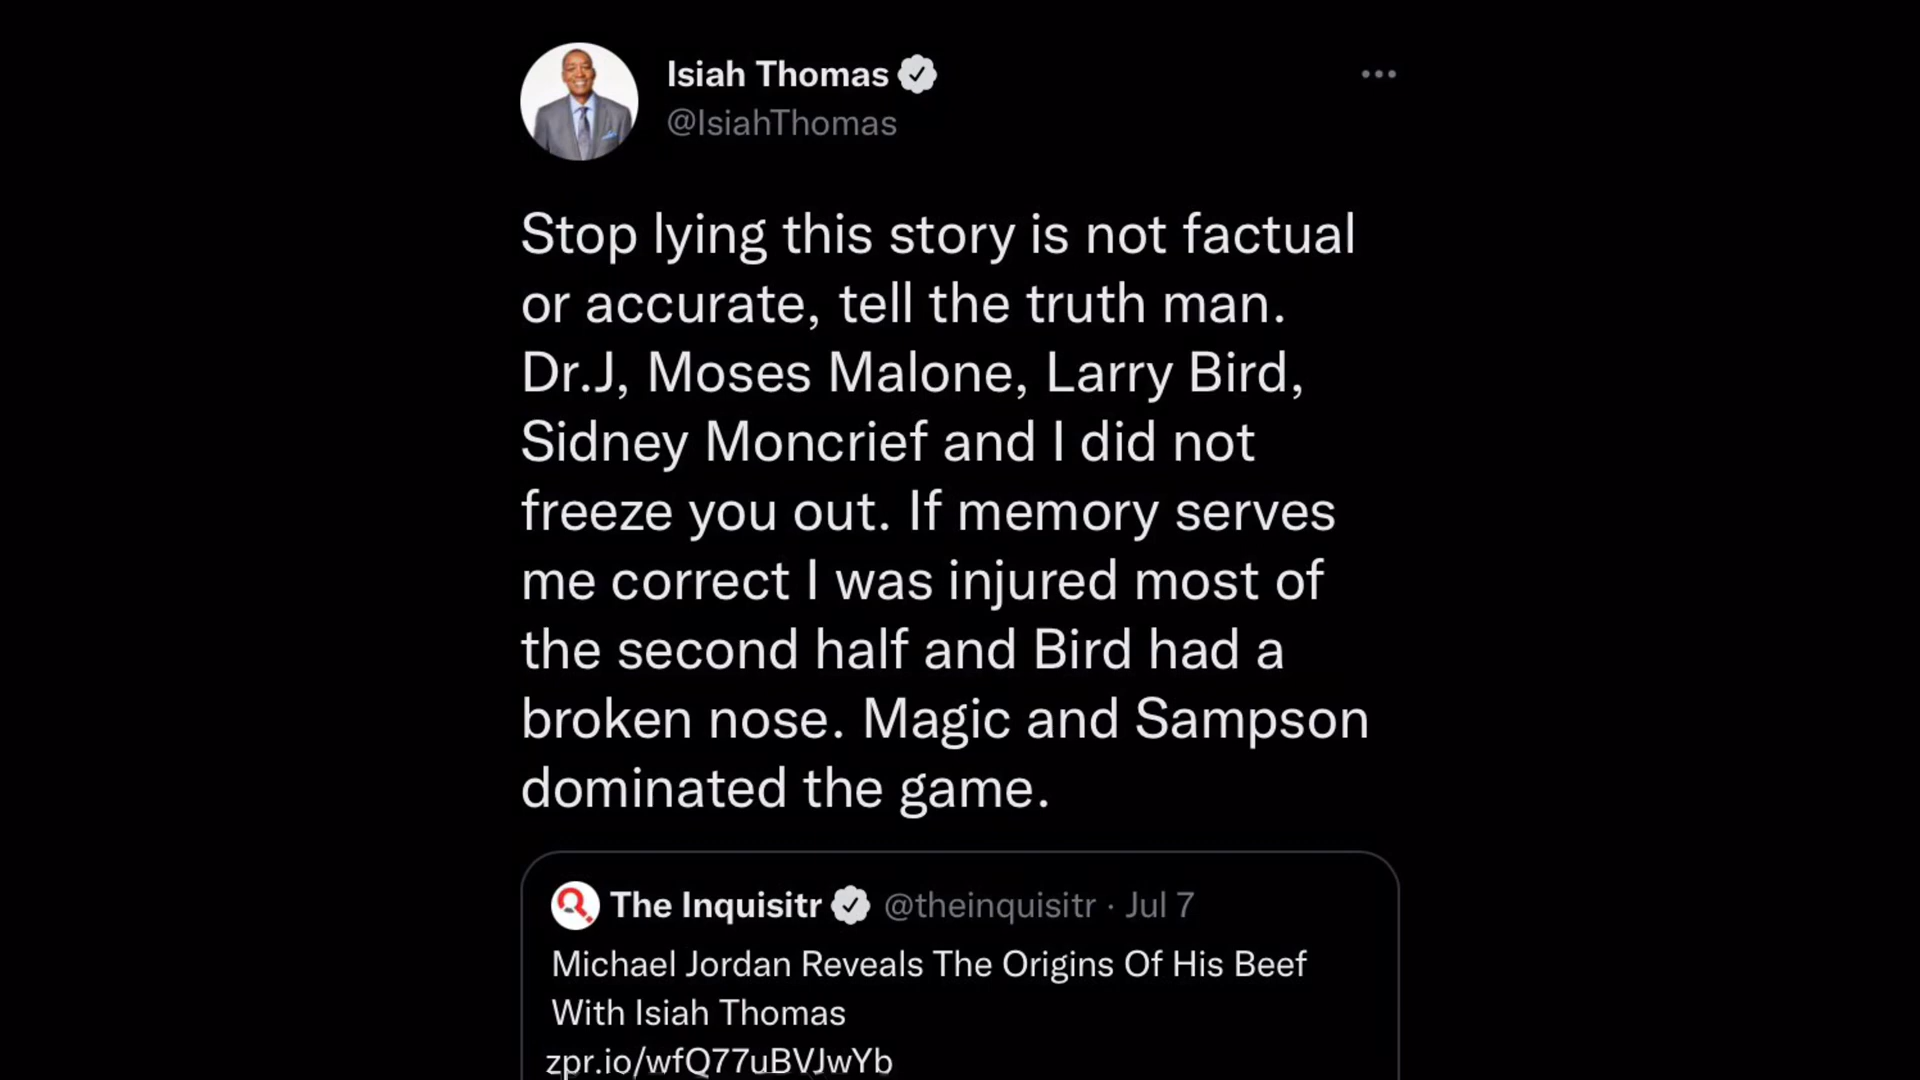 Isiah Thomas
@IsiahThomas
Stop lying this story is not factual
or accurate, tell the truth man.
Dr.J, Moses Malone, Larry Bird,
Sidney Moncrief and I did not
freeze you out. If memory serves
me correct I was injured most of
the second half and Bird had a
broken nose. Magic and Sampson
dominated the game.
The Inquisitr @theinquisitr · Jul 7
Michael Jordan Reveals The Origins Of His Beef
With Isiah Thomas
zpr.io/wfQ77uBVJwYb